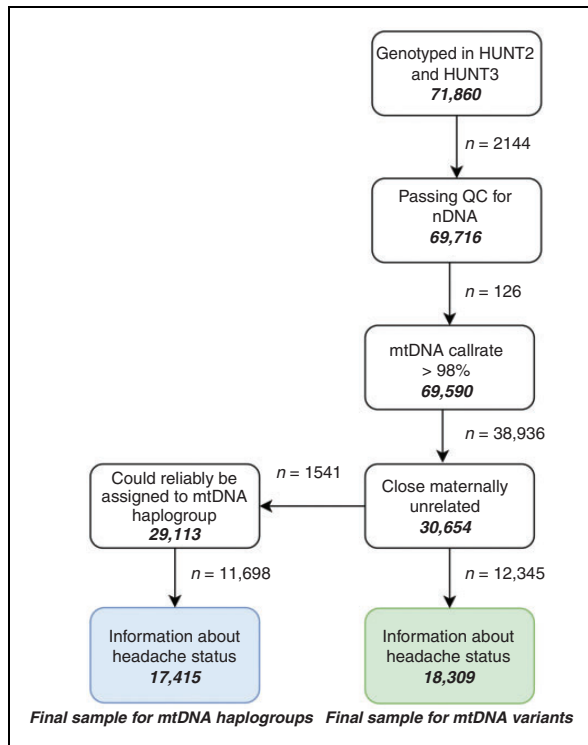 Genotyped in HUNT2
and HUNT3
71,860
n = 2144
Passing QC for
nDNA
69,716
n = 126
mtDNA callrate
> 98%
69,590
n = 38,936
Could reliably be
assigned to mtDNA
haplogroup
29,113
n = 1541
Close maternally
unrelated
30,654
n = 11,698
n = 12,345
Information about
headache status
17,415
Information about
headache status
18,309
Final sample for mtDNA haplogroups
Final sample for mtDNA variants